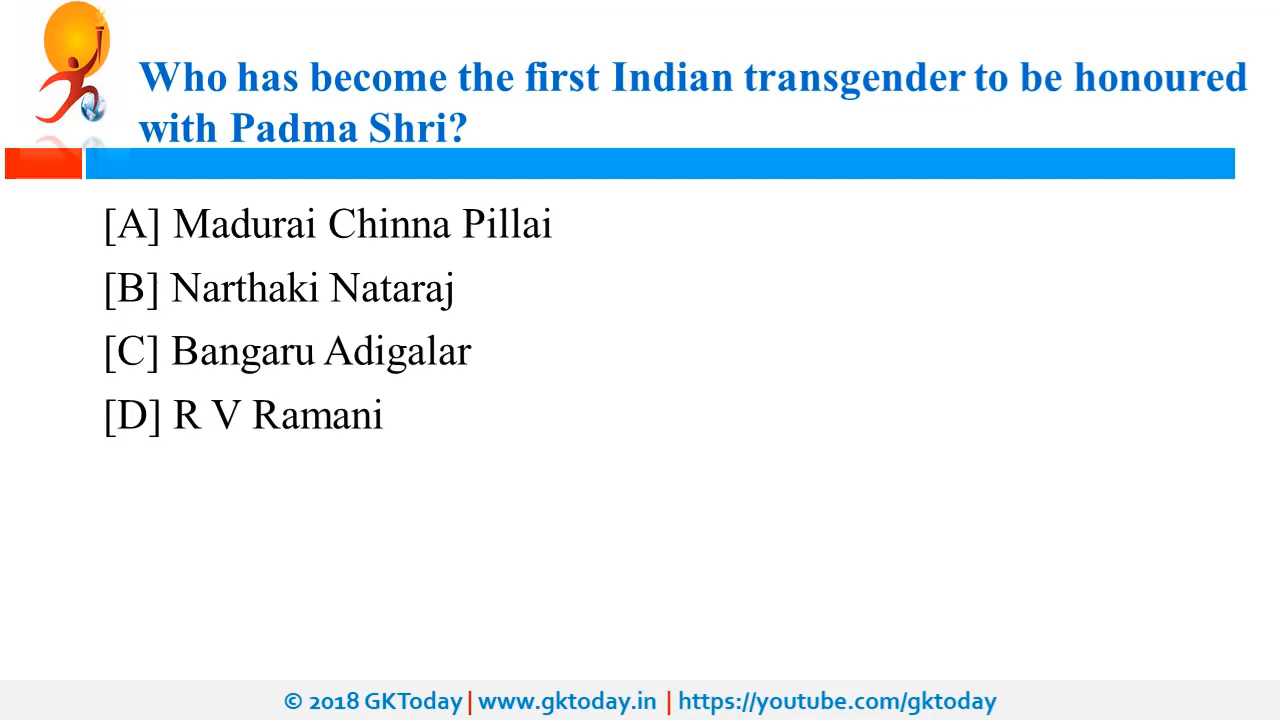 Who has become the first Indian transgender to be honoured
with Padma Shri?
[A] Madurai Chinna Pillai
[B] Narthaki Nataraj
[C] Bangaru Adigalar
[D] R V Ramani
© 2018 GKToday | www.gktoday.in | https://youtube.com/gktoday